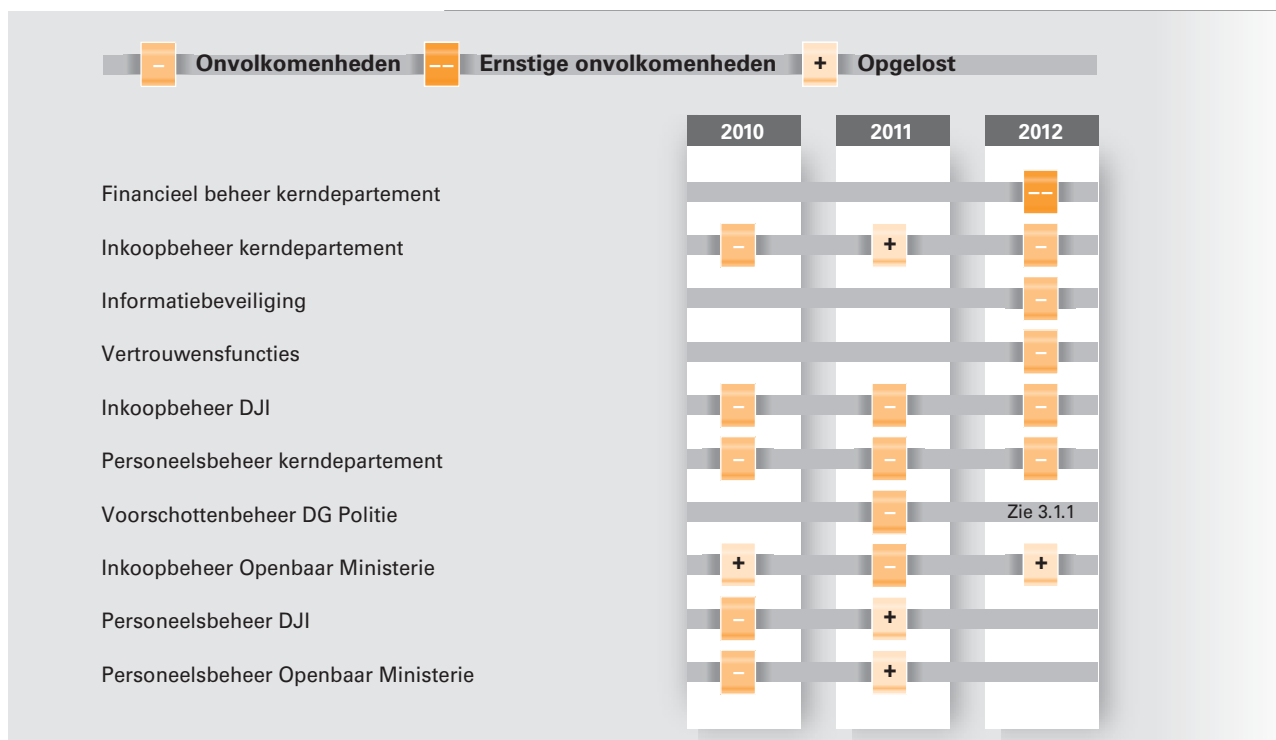 – Onvolkomenheden –– Ernstige onvolkomenheden + Opgelost
2010 2011 2012
Financieel beheer kerndepartement ––
Inkoopbeheer kerndepartement – + –
Informatiebeveiliging –
Vertrouwensfuncties –
Inkoopbeheer DJI – – –
Personeelsbeheer kerndepartement – – –
Voorschottenbeheer DG Politie – Zie 3.1.1
Inkoopbeheer Openbaar Ministerie + – +
Personeelsbeheer DJI – +
Personeelsbeheer Openbaar Ministerie – +